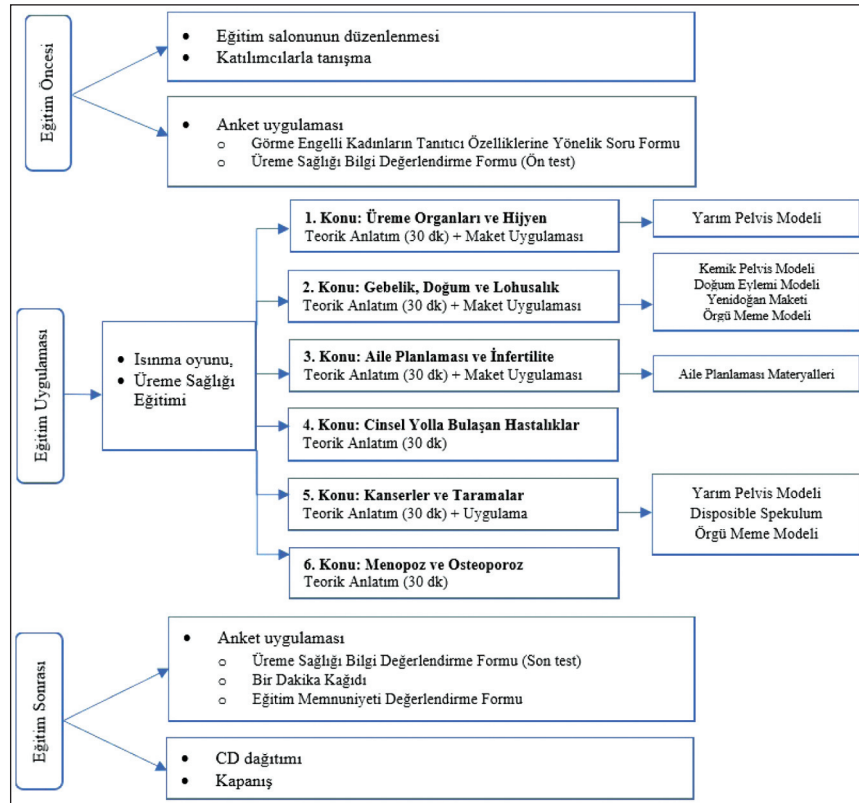 Eğitim Öncesi
• Eğitim salonunun düzenlenmesi
• Katılımcılarla tanışma
• Anket uygulaması
o Görme Engelli Kadınların Tanıtıcı Özelliklerine Yönelik Soru Formu
o Üreme Sağlığı Bilgi Değerlendirme Formu (Ön test)
Eğitim Uygulaması
• Isınma oyunu,
• Üreme Sağlığı
Eğitimi
1. Konu: Üreme Organları ve Hijyen
Teorik Anlatım (30 dk) + Maket Uygulaması
Yarım Pelvis Modeli
2. Konu: Gebelik, Doğum ve Lohusalık
Teorik Anlatım (30 dk) + Maket Uygulaması
Kemik Pelvis Modeli
Doğum Eylemi Modeli
Yenidoğan Maketi
Örgü Meme Modeli
3. Konu: Aile Planlaması ve İnfertilite
Teorik Anlatım (30 dk) + Maket Uygulaması
Aile Planlaması Materyalleri
4. Konu: Cinsel Yolla Bulaşan Hastalıklar
Teorik Anlatım (30 dk)
5. Konu: Kanserler ve Taramalar
Teorik Anlatım (30 dk) + Uygulama
Yarım Pelvis Modeli
Disposible Spekulum
Örgü Meme Modeli
6. Konu: Menopoz ve Osteoporoz
Teorik Anlatım (30 dk)
Eğitim Sonrası
• Anket uygulaması
o Üreme Sağlığı Bilgi Değerlendirme Formu (Son test)
o Bir Dakika Kağıdı
o Eğitim Memnuniyeti Değerlendirme Formu
• CD dağıtımı
• Kapanış